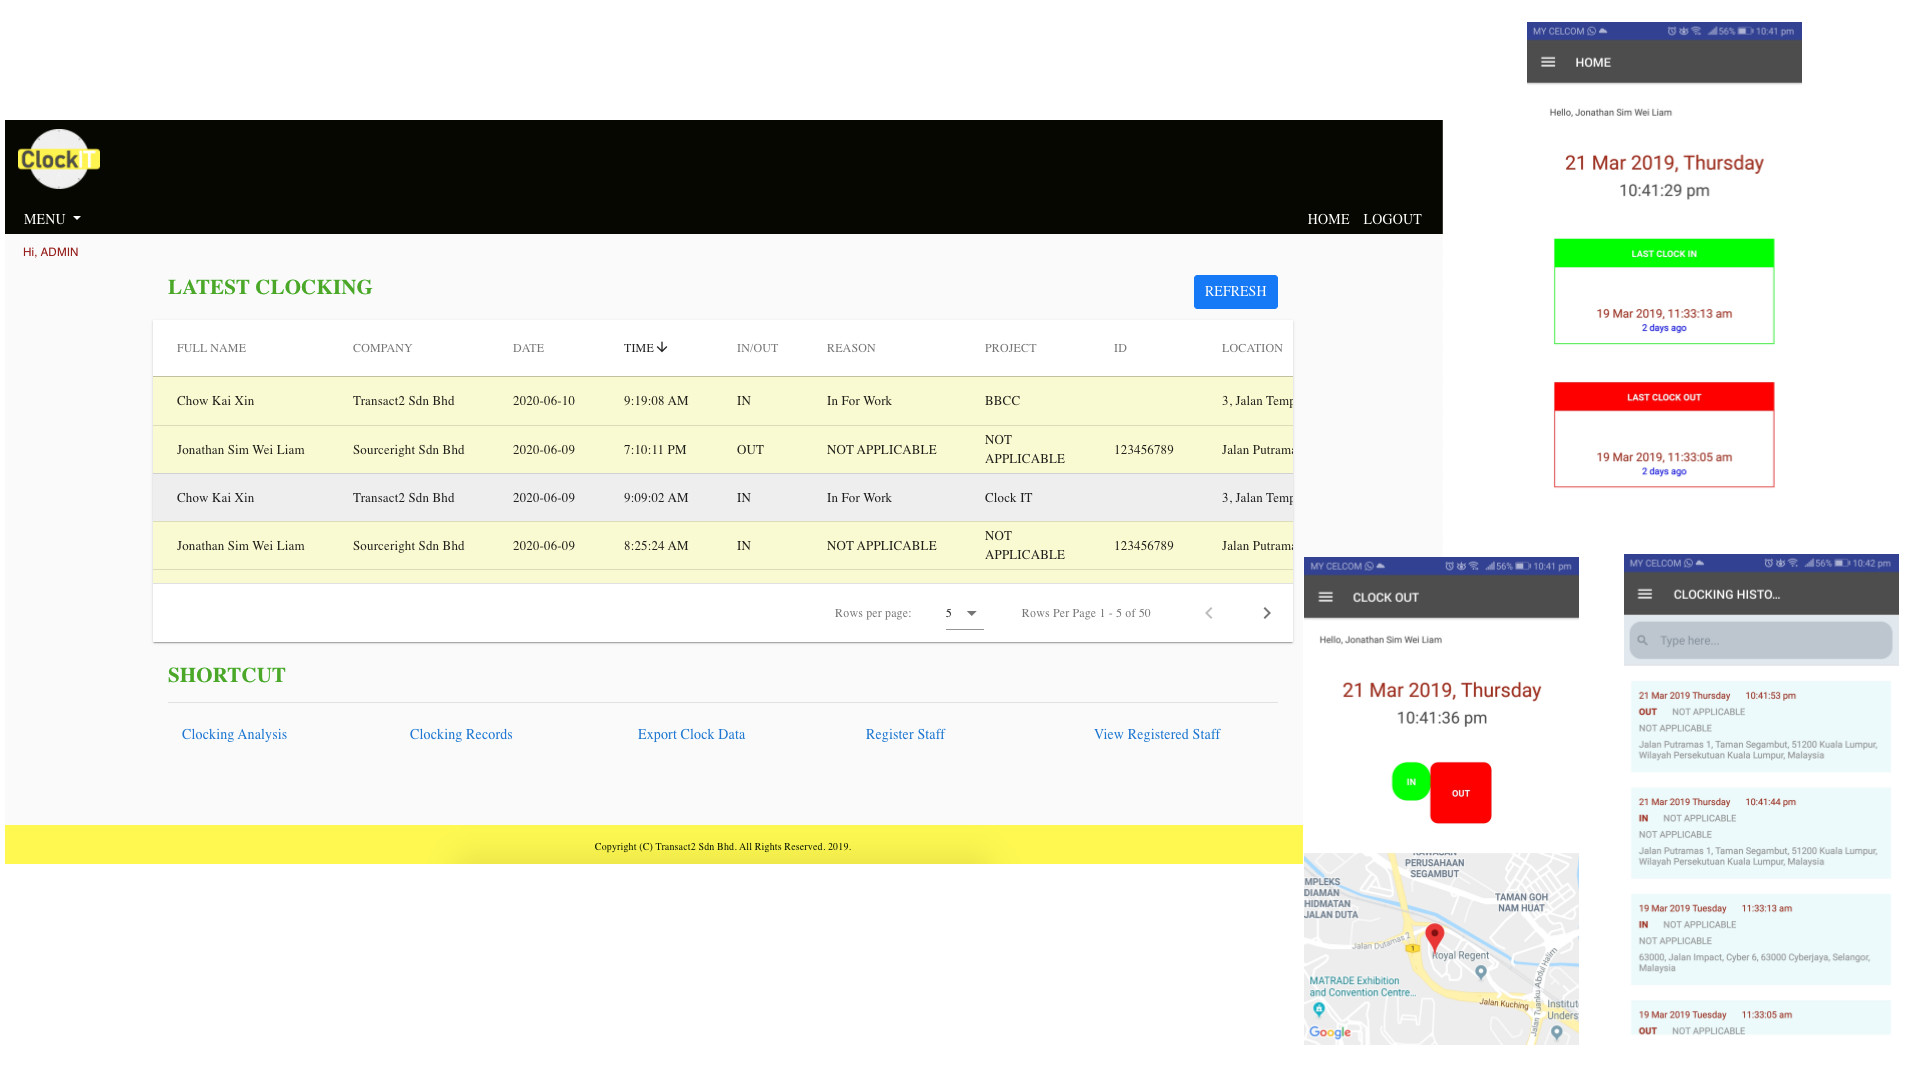 ClockIT
MENU
HOME LOGOUT
Hi, ADMIN
LATEST CLOCKING
REFRESH
FULL NAME COMPANY DATE TIME IN/OUT REASON PROJECT ID LOCATION
Chow Kai Xin Transact2 Sdn Bhd 2020-06-10 9:19:08 AM IN In For Work BBCC 3, Jalan Temp
Jonathan Sim Wei Liam Sourceright Sdn Bhd 2020-06-09 7:10:11 PM OUT NOT APPLICABLE NOT APPLICABLE 123456789 Jalan Putrama
Chow Kai Xin Transact2 Sdn Bhd 2020-06-09 9:09:02 AM IN In For Work Clock IT 3, Jalan Temp
Jonathan Sim Wei Liam Sourceright Sdn Bhd 2020-06-09 8:25:24 AM IN NOT APPLICABLE NOT APPLICABLE 123456789 Jalan Putrama
Rows per page: 5 Rows Per Page 1 - 5 of 50
SHORTCUT
Clocking Analysis Clocking Records Export Clock Data Register Staff View Registered Staff
Copyright (C) Transact2 Sdn Bhd. All Rights Reserved. 2019.
MY CELCOM 56% 10:41 pm
HOME
Hello, Jonathan Sim Wei Liam
21 Mar 2019, Thursday
10:41:29 pm
LAST CLOCK IN
19 Mar 2019, 11:33:13 am
2 days ago
LAST CLOCK OUT
19 Mar 2019, 11:33:05 am
2 days ago
MY CELCOM 56% 10:41 pm
CLOCK OUT
Hello, Jonathan Sim Wei Liam
21 Mar 2019, Thursday
10:41:36 pm
IN
OUT
PERUSAHAAN
SEGAMBUT
MPLEKS
DIAMAN
HIDMATAN
JALAN DUTA
TAMAN GOH
NAM HUAT
Jalan Dutamas 2
1
Royal Regent
MATRADE Exhibition
and Convention Centre...
Jalan Kuching
Jalan Tuanku Abdul Halim
Institut
Unders
Google
MY CELCOM 56% 10:42 pm
CLOCKING HISTO...
Type here...
21 Mar 2019 Thursday 10:41:53 pm
OUT NOT APPLICABLE
NOT APPLICABLE
Jalan Putramas 1, Taman Segambut, 51200 Kuala Lumpur,
Wilayah Persekutuan Kuala Lumpur, Malaysia
21 Mar 2019 Thursday 10:41:44 pm
IN NOT APPLICABLE
NOT APPLICABLE
Jalan Putramas 1, Taman Segambut, 51200 Kuala Lumpur,
Wilayah Persekutuan Kuala Lumpur, Malaysia
19 Mar 2019 Tuesday 11:33:13 am
IN NOT APPLICABLE
NOT APPLICABLE
63000, Jalan Impact, Cyber 6, 63000 Cyberjaya, Selangor,
Malaysia
19 Mar 2019 Tuesday 11:33:05 am
OUT NOT APPLICABLE